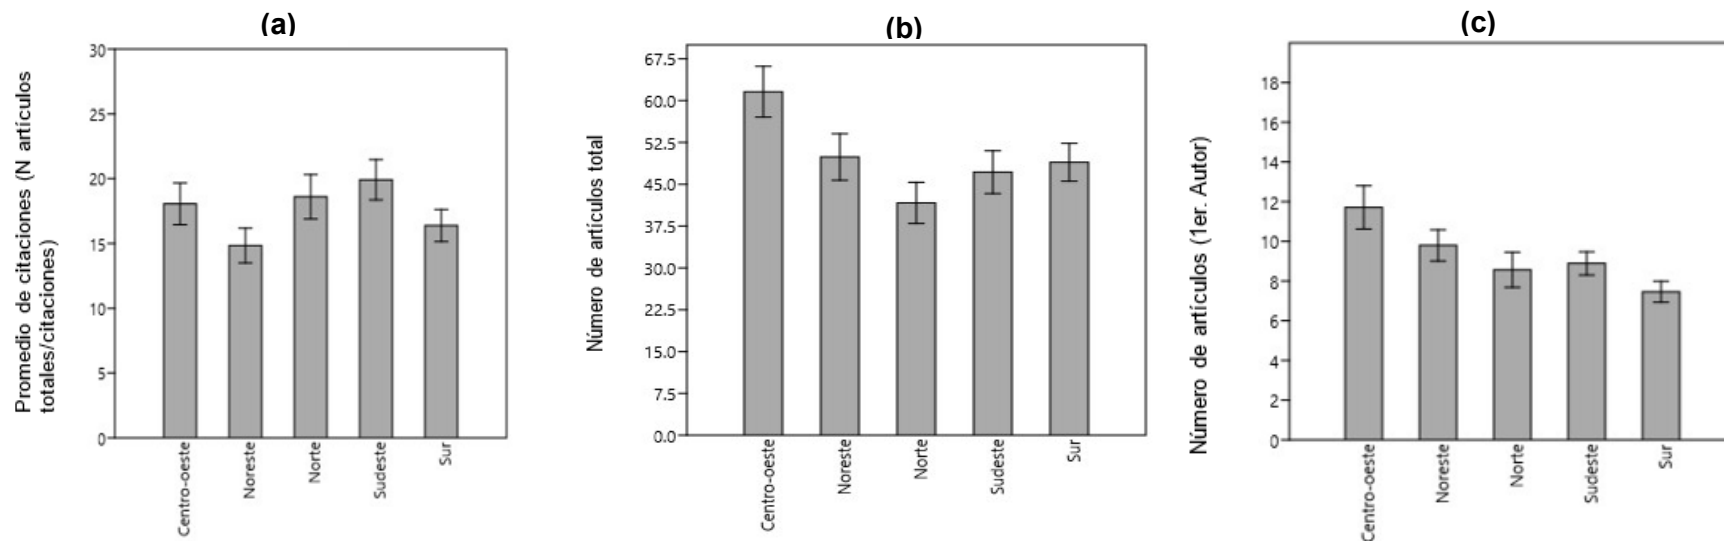 (a)
Promedio de citaciones (N artículos
totales/citaciones)
30
25
20
15
10
5
0
Centro-oeste
Noreste
Norte
Sudeste
Sur
(b)
Número de artículos total
67.5
60.0
52.5
45.0
37.5
30.0
22.5
15.0
7.5
0.0
Centro-oeste
Noreste
Norte
Sudeste
Sur
(c)
Número de artículos (1er. Autor)
18
16
14
12
10
8
6
4
2
0
Centro-oeste
Noreste
Norte
Sudeste
Sur